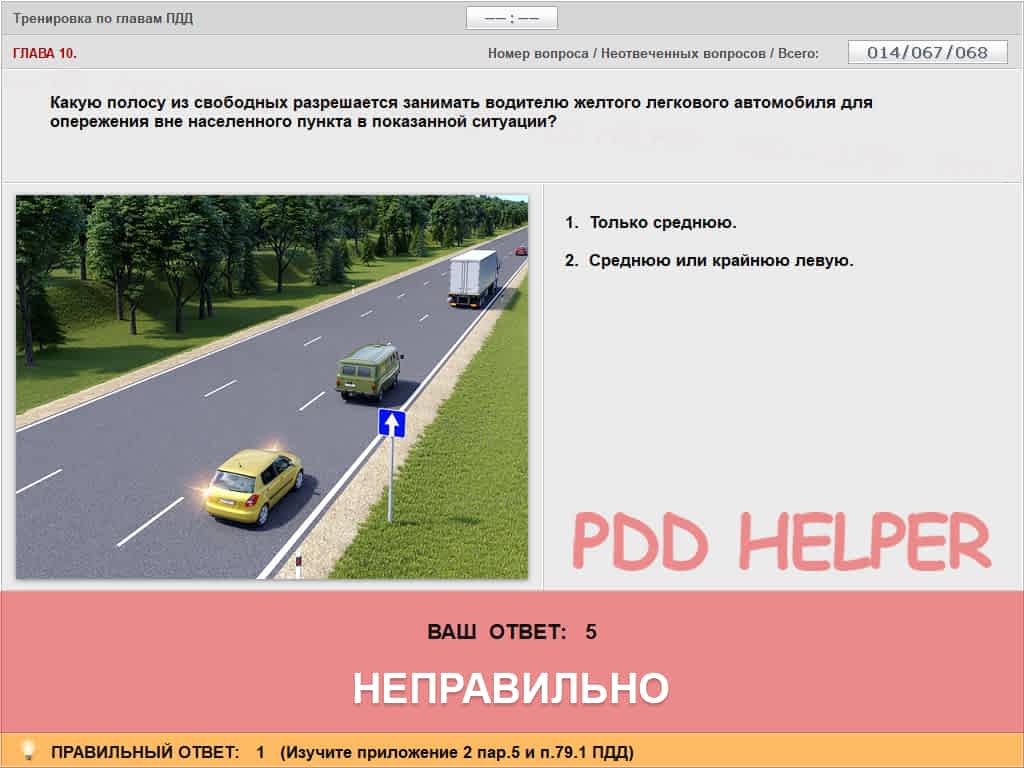 Тренировка по главам ПДД
—— : ——
ГЛАВА 10.
Номер вопроса / Неотвеченных вопросов / Всего:
014/067/068
Какую полосу из свободных разрешается занимать водителю желтого легкового автомобиля для
опережения вне населенного пункта в показанной ситуации?
1. Только среднюю.
2. Среднюю или крайнюю левую.
PDD HELPER
ВАШ ОТВЕТ: 5
НЕПРАВИЛЬНО
ПРАВИЛЬНЫЙ ОТВЕТ: 1 (Изучите приложение 2 пар.5 и п.79.1 ПДД)